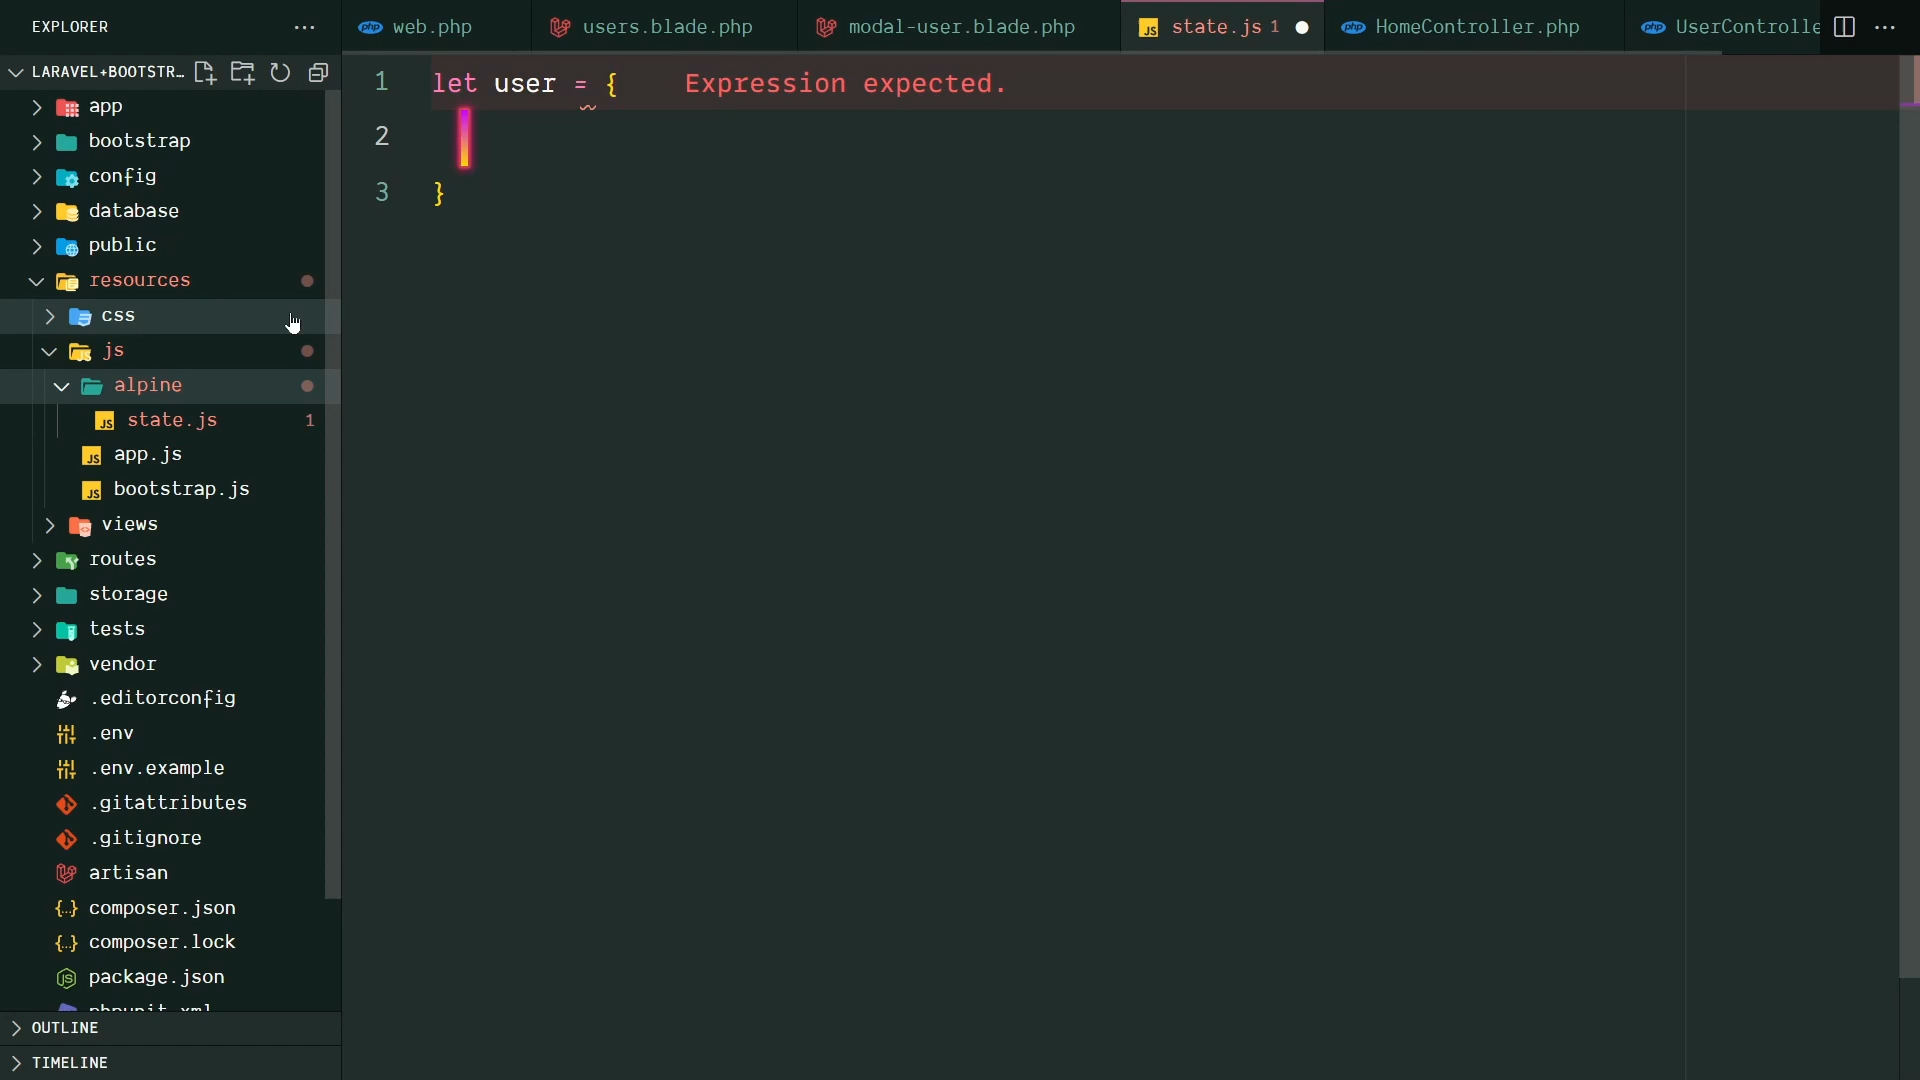 EXPLORER
web.php
users.blade.php
modal-user.blade.php
state.js 1
HomeController.php
UserControlle
LARAVEL+BOOTSTR...
app
bootstrap
config
database
public
resources
css
js
alpine
state.js 1
app.js
bootstrap.js
views
routes
storage
tests
vendor
.editorconfig
.env
.env.example
.gitattributes
.gitignore
artisan
composer.json
composer.lock
package.json
phpunit.xml
OUTLINE
TIMELINE
1 let user = { Expression expected.
2
3 }